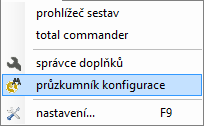 prohlížeč sestav
total commander
správce doplňků
průzkumník konfigurace
nastavení... F9